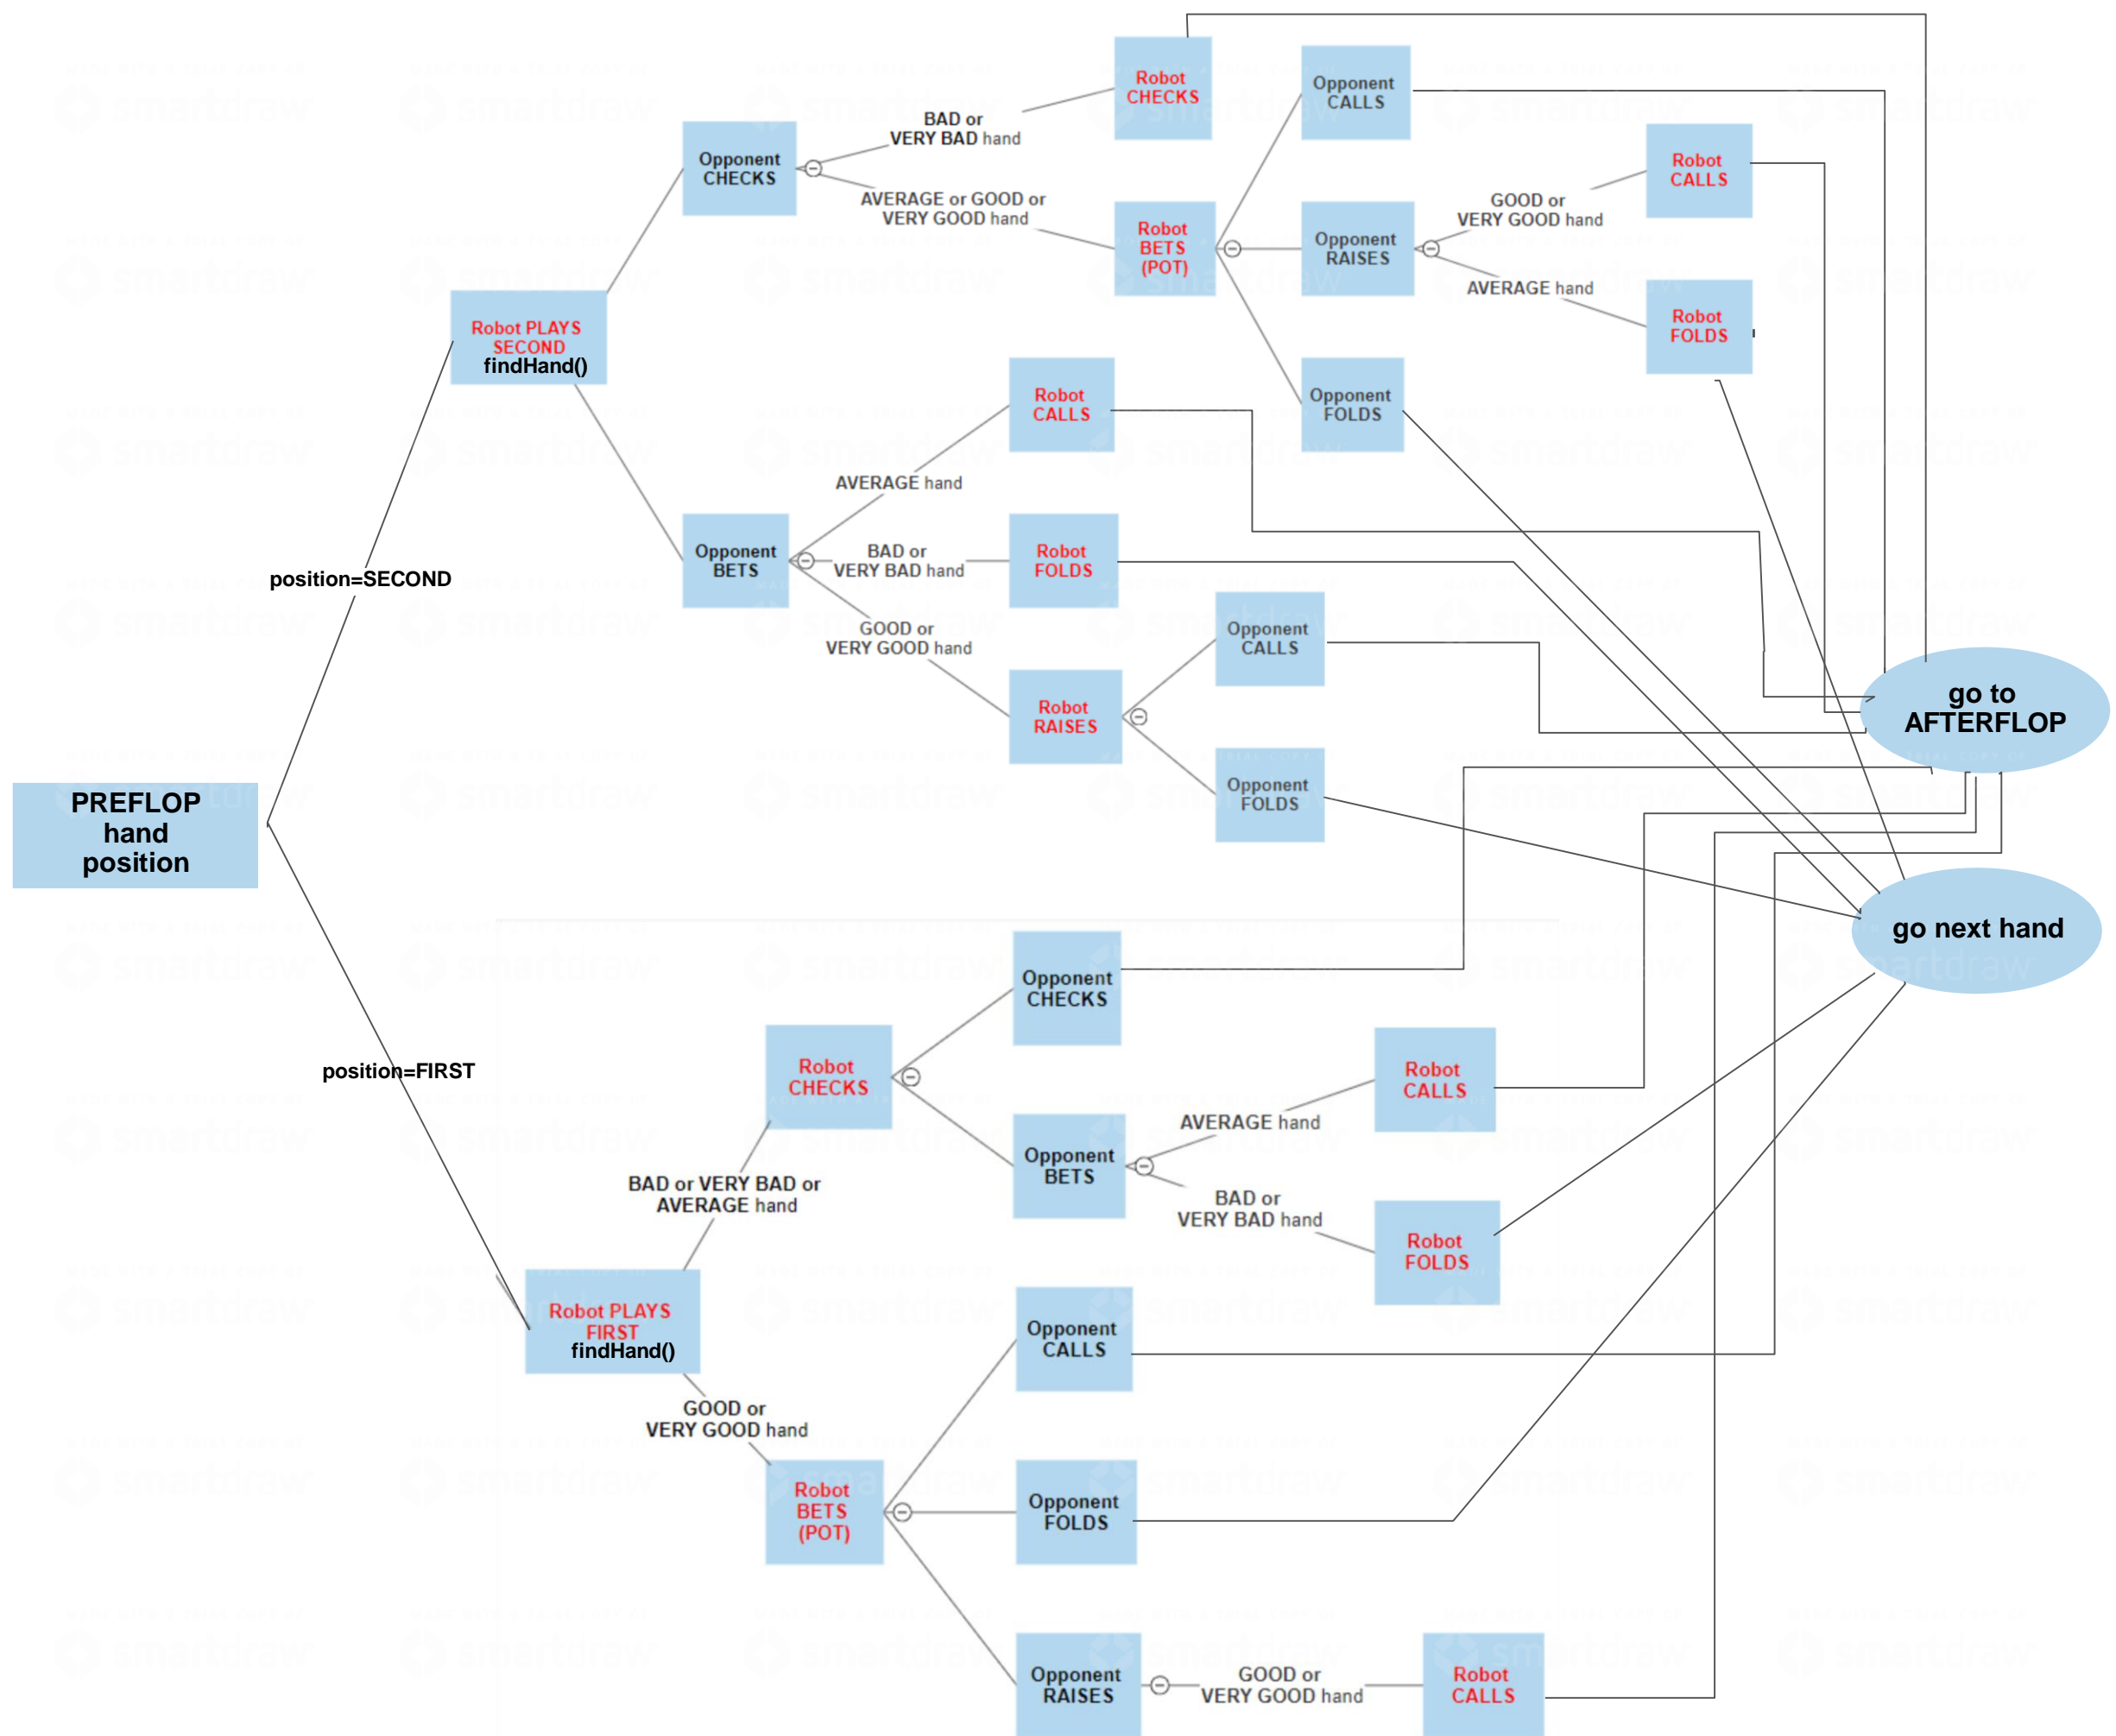 Robot
CHECKS
Opponent
CALLS
BAD or
VERY BAD hand
Opponent
CHECKS
Robot
CALLS
AVERAGE or GOOD or
VERY GOOD hand
GOOD or
VERY GOOD hand
Robot
BETS
(POT)
Opponent
RAISES
AVERAGE hand
Robot
FOLDS
Robot PLAYS
SECOND
findHand()
Robot
CALLS
Opponent
FOLDS
AVERAGE hand
Opponent
BETS
BAD or
VERY BAD hand
Robot
FOLDS
position=SECOND
GOOD or
VERY GOOD hand
Opponent
CALLS
Robot
RAISES
go to
AFTERFLOP
Opponent
FOLDS
PREFLOP
hand
position
go next hand
Opponent
CHECKS
Robot
CHECKS
position=FIRST
Robot
CALLS
AVERAGE hand
Opponent
BETS
BAD or VERY BAD or
AVERAGE hand
BAD or
VERY BAD hand
Robot
FOLDS
Robot PLAYS
FIRST
findHand()
Opponent
CALLS
GOOD or
VERY GOOD hand
Robot
BETS
(POT)
Opponent
FOLDS
Opponent
RAISES
GOOD or
VERY GOOD hand
Robot
CALLS
smartdraw